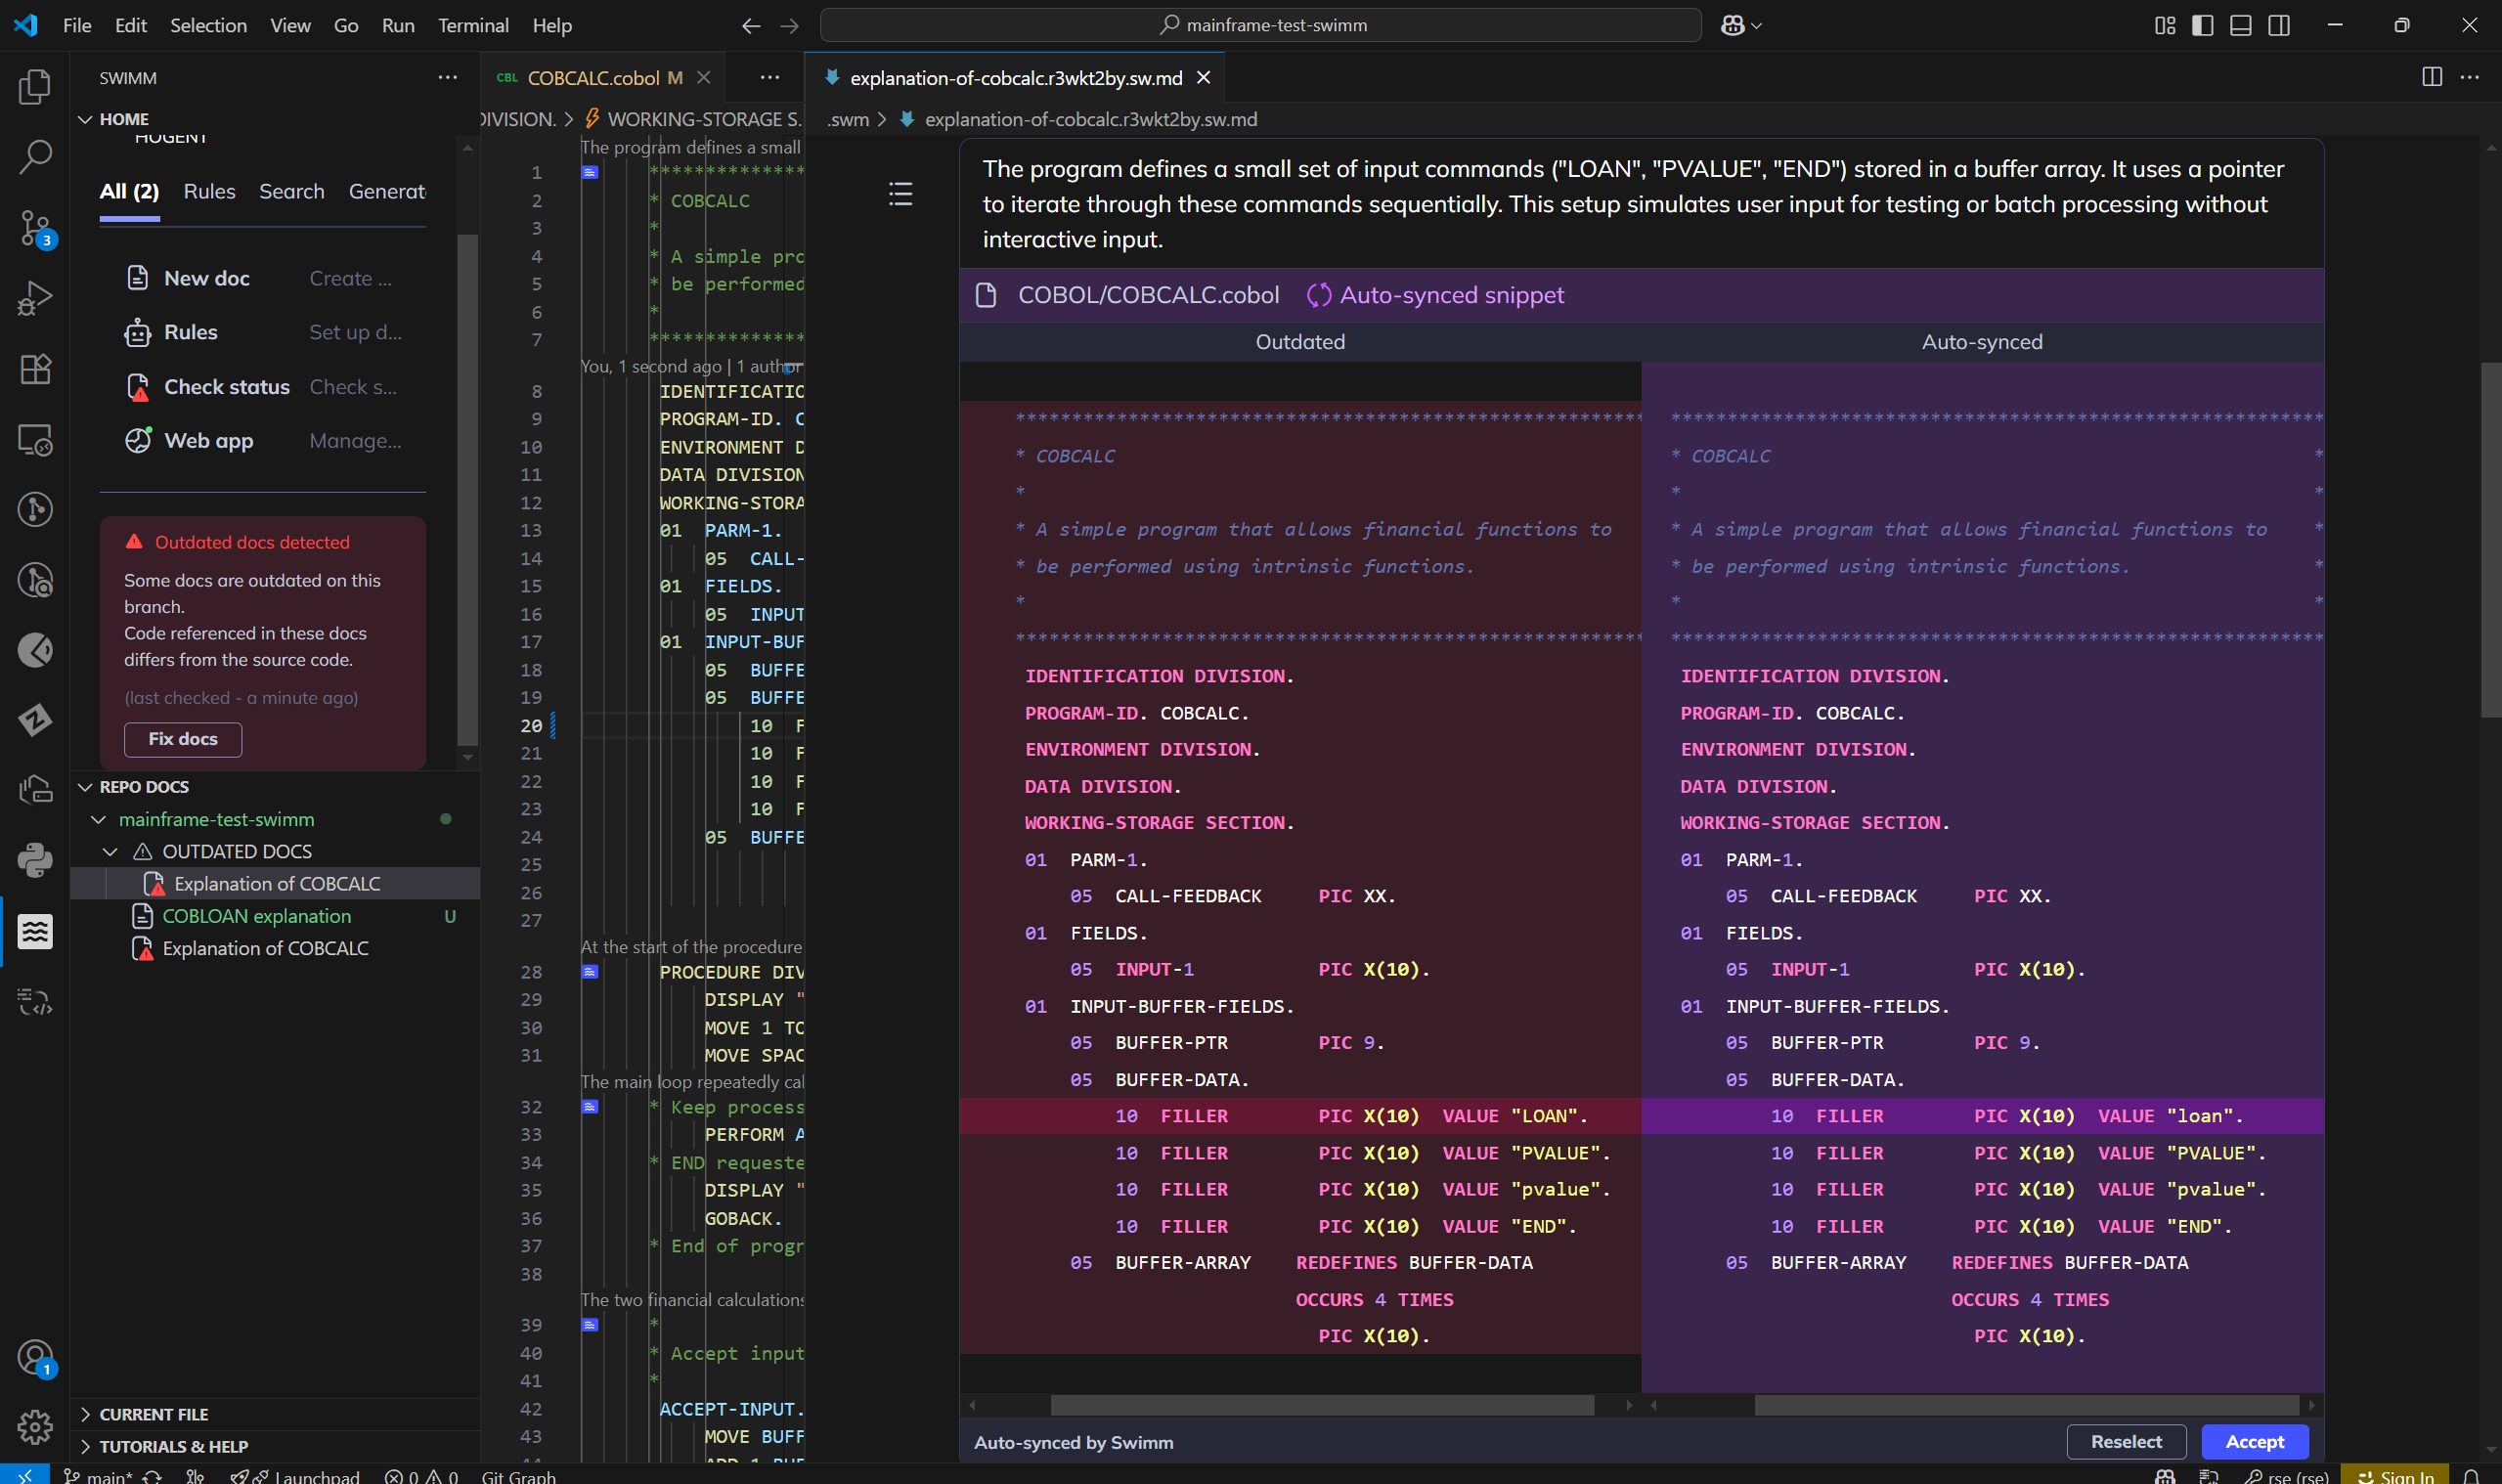 File Edit Selection View Go Run Terminal Help
mainframe-test-swimm
SWIMM
HOME
HOGENT
All (2) Rules Search Generat
New doc Create ...
Rules Set up d...
Check status Check s...
Web app Manage...
Outdated docs detected
Some docs are outdated on this
branch.
Code referenced in these docs
differs from the source code.
(last checked - a minute ago)
Fix docs
REPO DOCS
mainframe-test-swimm
OUTDATED DOCS
Explanation of COBCALC
COBLOAN explanation U
Explanation of COBCALC
CURRENT FILE
TUTORIALS & HELP
CBL COBCALC.cobol M
DIVISION. > WORKING-STORAGE S.
The program defines a small
1 **************
2 * COBCALC
3 *
4 * A simple pro
5 * be performed
6 *
7 **************
You, 1 second ago | 1 author
8 IDENTIFICATIO
9 PROGRAM-ID. C
10 ENVIRONMENT D
11 DATA DIVISION
12 WORKING-STORA
13 01 PARM-1.
14 05 CALL-
15 01 FIELDS.
16 05 INPUT
17 01 INPUT-BUF
18 05 BUFFE
19 05 BUFFE
20 10 F
21 10 F
22 10 F
23 10 F
24 05 BUFFE
25
26
27
At the start of the procedure
28 PROCEDURE DIV
29 DISPLAY "
30 MOVE 1 TO
31 MOVE SPAC
The main loop repeatedly cal
32 * Keep process
33 PERFORM A
34 * END requeste
35 DISPLAY "
36 GOBACK.
37 * End of progr
38
The two financial calculations
39 *
40 * Accept input
41 *
42 ACCEPT-INPUT.
43 MOVE BUFF
44 ADD 1 BUF
explanation-of-cobcalc.r3wkt2by.sw.md
.swm > explanation-of-cobcalc.r3wkt2by.sw.md
The program defines a small set of input commands ("LOAN", "PVALUE", "END") stored in a buffer array. It uses a pointer
to iterate through these commands sequentially. This setup simulates user input for testing or batch processing without
interactive input.
COBOL/COBCALC.cobol Auto-synced snippet
Outdated
********************************************************
* COBCALC
*
* A simple program that allows financial functions to
* be performed using intrinsic functions.
*
********************************************************
IDENTIFICATION DIVISION.
PROGRAM-ID. COBCALC.
ENVIRONMENT DIVISION.
DATA DIVISION.
WORKING-STORAGE SECTION.
01 PARM-1.
05 CALL-FEEDBACK PIC XX.
01 FIELDS.
05 INPUT-1 PIC X(10).
01 INPUT-BUFFER-FIELDS.
05 BUFFER-PTR PIC 9.
05 BUFFER-DATA.
10 FILLER PIC X(10) VALUE "LOAN".
10 FILLER PIC X(10) VALUE "PVALUE".
10 FILLER PIC X(10) VALUE "pvalue".
10 FILLER PIC X(10) VALUE "END".
05 BUFFER-ARRAY REDEFINES BUFFER-DATA
OCCURS 4 TIMES
PIC X(10).
Auto-synced
**********************************************************
* COBCALC *
* *
* A simple program that allows financial functions to *
* be performed using intrinsic functions. *
* *
**********************************************************
IDENTIFICATION DIVISION.
PROGRAM-ID. COBCALC.
ENVIRONMENT DIVISION.
DATA DIVISION.
WORKING-STORAGE SECTION.
01 PARM-1.
05 CALL-FEEDBACK PIC XX.
01 FIELDS.
05 INPUT-1 PIC X(10).
01 INPUT-BUFFER-FIELDS.
05 BUFFER-PTR PIC 9.
05 BUFFER-DATA.
10 FILLER PIC X(10) VALUE "loan".
10 FILLER PIC X(10) VALUE "PVALUE".
10 FILLER PIC X(10) VALUE "pvalue".
10 FILLER PIC X(10) VALUE "END".
05 BUFFER-ARRAY REDEFINES BUFFER-DATA
OCCURS 4 TIMES
PIC X(10).
Auto-synced by Swimm Reselect Accept
3
1
main* Launchpad 0 0 Git Graph rse (rse) Sign In